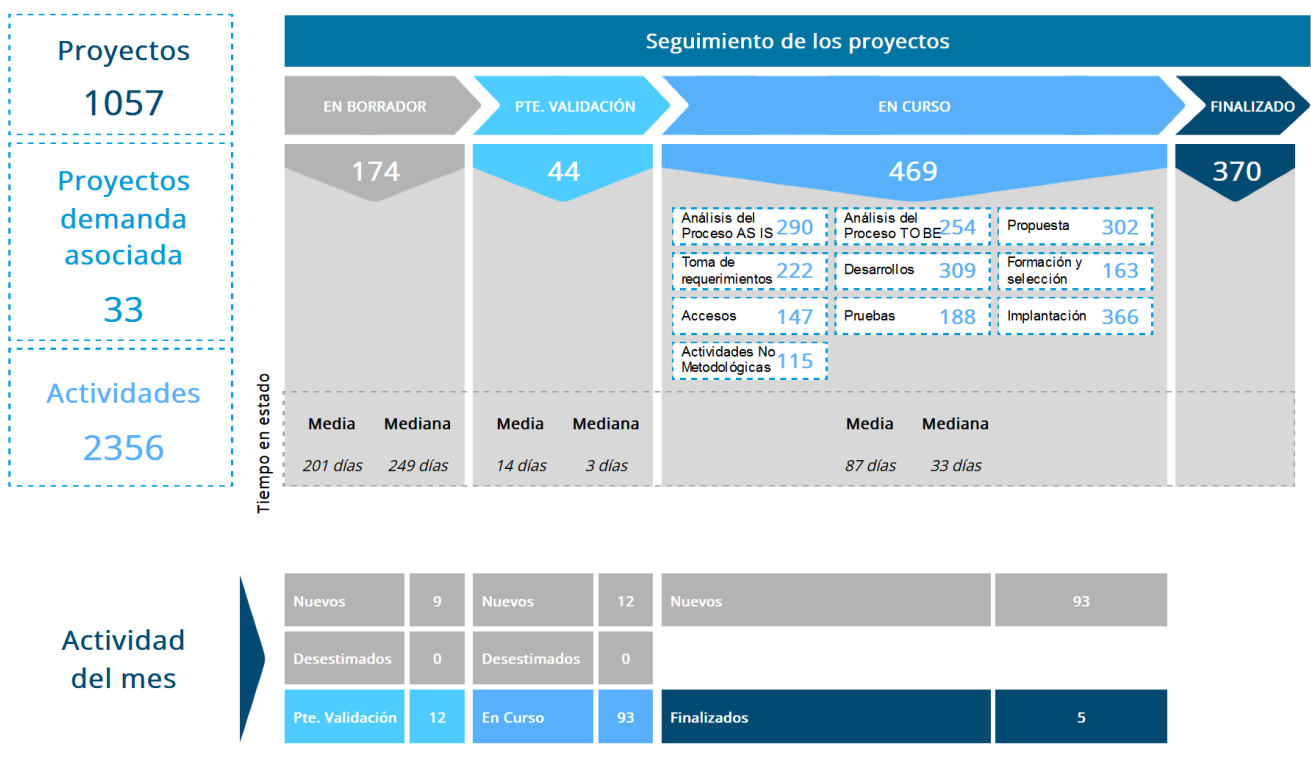 Proyectos
1057
Proyectos
demanda
asociada
33
Actividades
2356
Seguimiento de los proyectos
EN BORRADOR
PTE. VALIDACIÓN
EN CURSO
FINALIZADO
174
44
469
370
Análisis del
Proceso AS IS
290
Análisis del
Proceso TO BE
254
Propuesta
302
Toma de
requerimientos
222
Desarrollos
309
Formación y
selección
163
Accesos
147
Pruebas
188
Implantación
366
Actividades No
Metodológicas
115
Tiempo en estado
Media Mediana
201 días 249 días
Media Mediana
14 días 3 días
Media Mediana
87 días 33 días
Actividad
del mes
Nuevos 9
Nuevos 12
Nuevos 93
Desestimados 0
Desestimados 0
Pte. Validación 12
En Curso 93
Finalizados 5